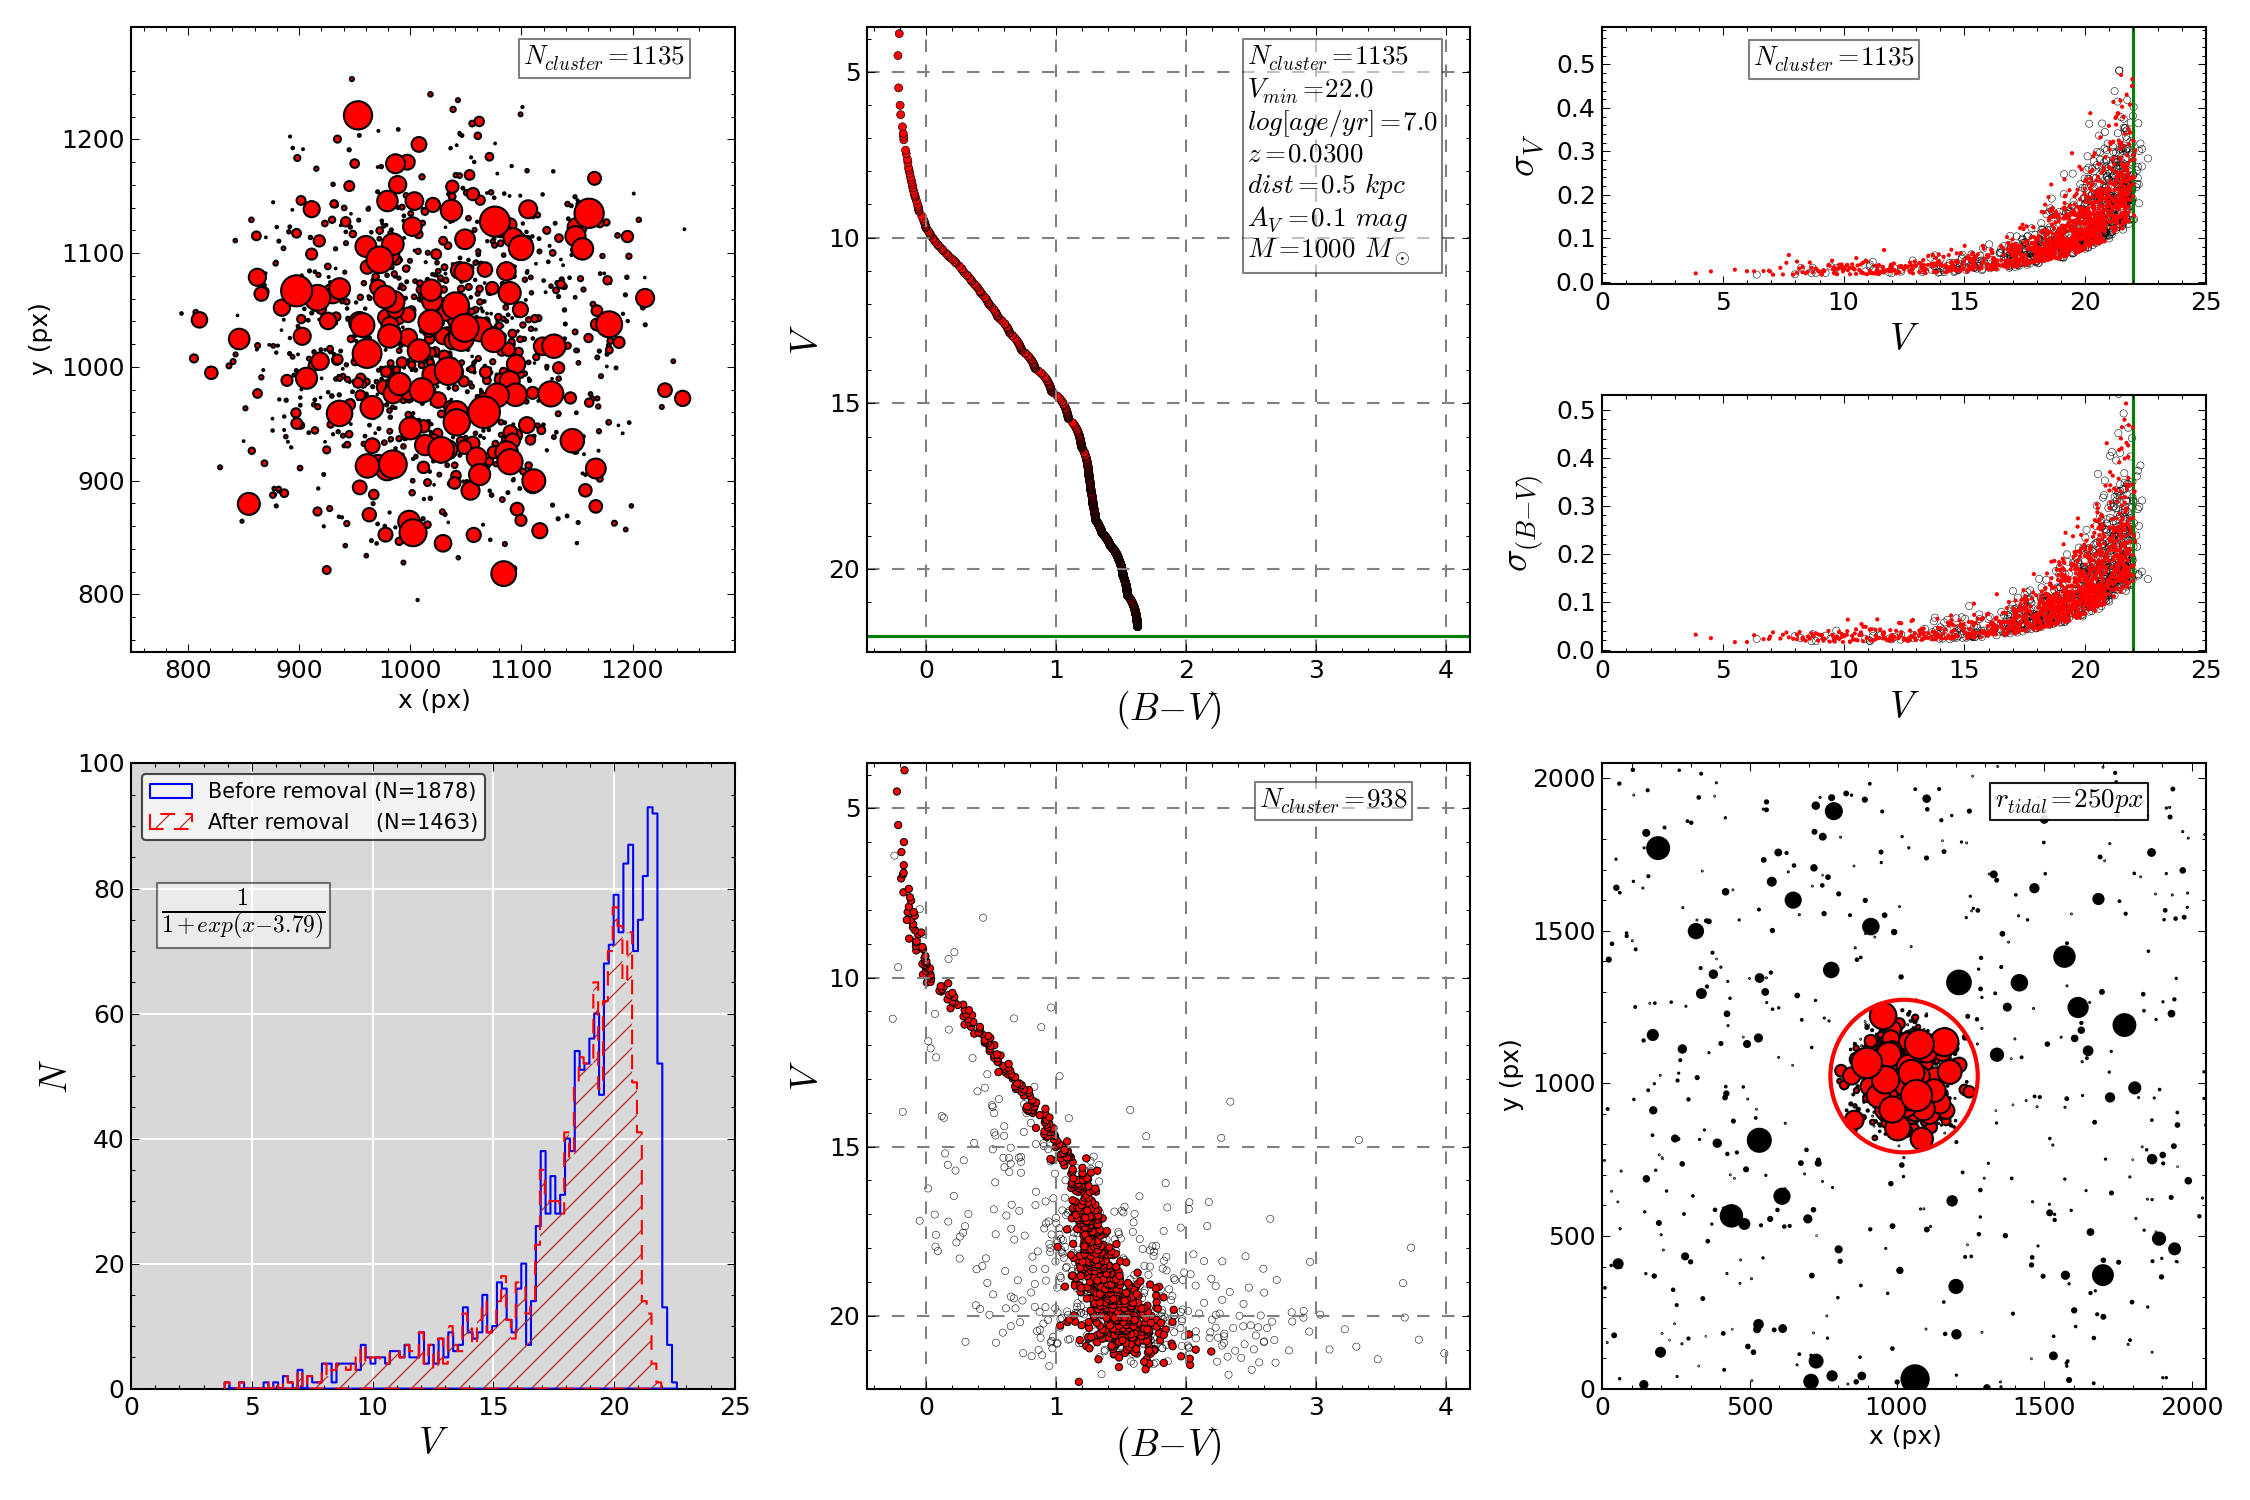 N_cluster=1135
1200
1100
1000
900
800
y (px)
800 900 1000 1100 1200
x (px)
N_cluster=1135
V_min=22.0
log[age/yr]=7.0
z=0.0300
dist=0.5 kpc
A_V=0.1 mag
M=1000 M_⊙
5
10
15
20
V
0 1 2 3 4
(B−V)
N_cluster=1135
0.5
0.4
0.3
0.2
0.1
0.0
σ_V
0 5 10 15 20 25
V
0.5
0.4
0.3
0.2
0.1
0.0
σ_(B−V)
0 5 10 15 20 25
V
Before removal (N=1878)
After removal (N=1463)
1
1+exp(x−3.79)
100
80
60
40
20
0
N
0 5 10 15 20 25
V
N_cluster=938
5
10
15
20
V
0 1 2 3 4
(B−V)
r_tidal=250px
2000
1500
1000
500
0
y (px)
0 500 1000 1500 2000
x (px)